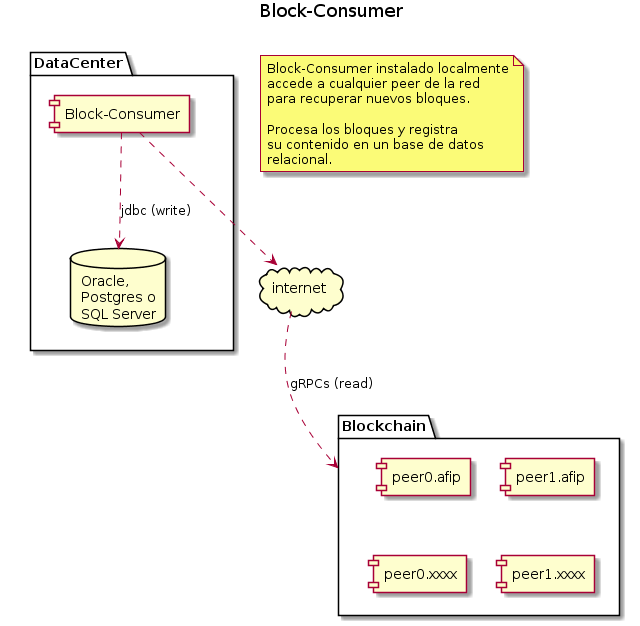 Block-Consumer
DataCenter
Block-Consumer
Block-Consumer instalado localmente
accede a cualquier peer de la red
para recuperar nuevos bloques.
Procesa los bloques y registra
su contenido en un base de datos
relacional.
jdbc (write)
Oracle,
Postgres o
SQL Server
internet
gRPCs (read)
Blockchain
peer0.afip
peer1.afip
peer0.xxxx
peer1.xxxx